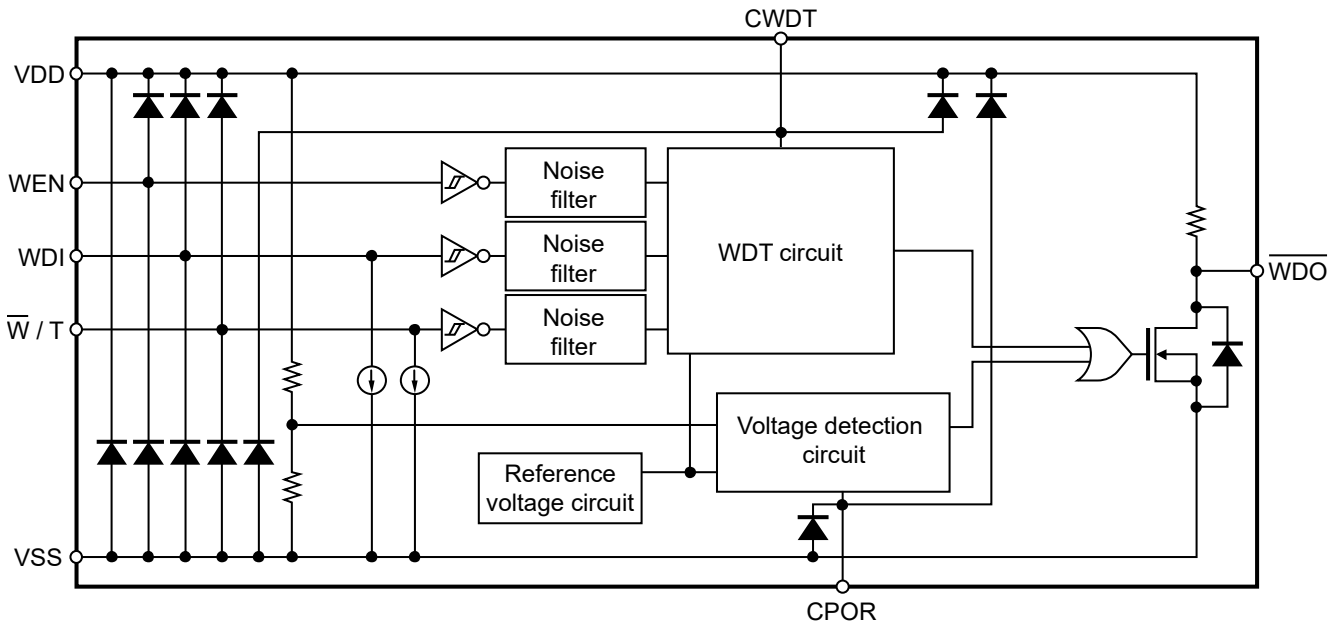 CWDT
VDD
WEN
Noise
filter
WDI
Noise
filter
WDT circuit
W / T
Noise
filter
WDO
Voltage detection
circuit
Reference
voltage circuit
VSS
CPOR